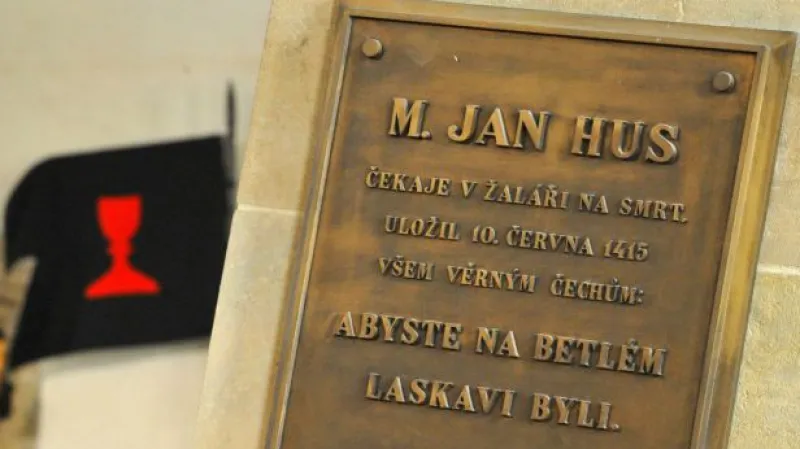 M. JAN HUS
ČEKAJE V ŽALÁŘI NA SMRT.
ULOŽIL 10. ČERVNA 1415
VŠEM VĚRNÝM ČECHŮM:
ABYSTE NA BETLÉM
LASKAVI BYLI.